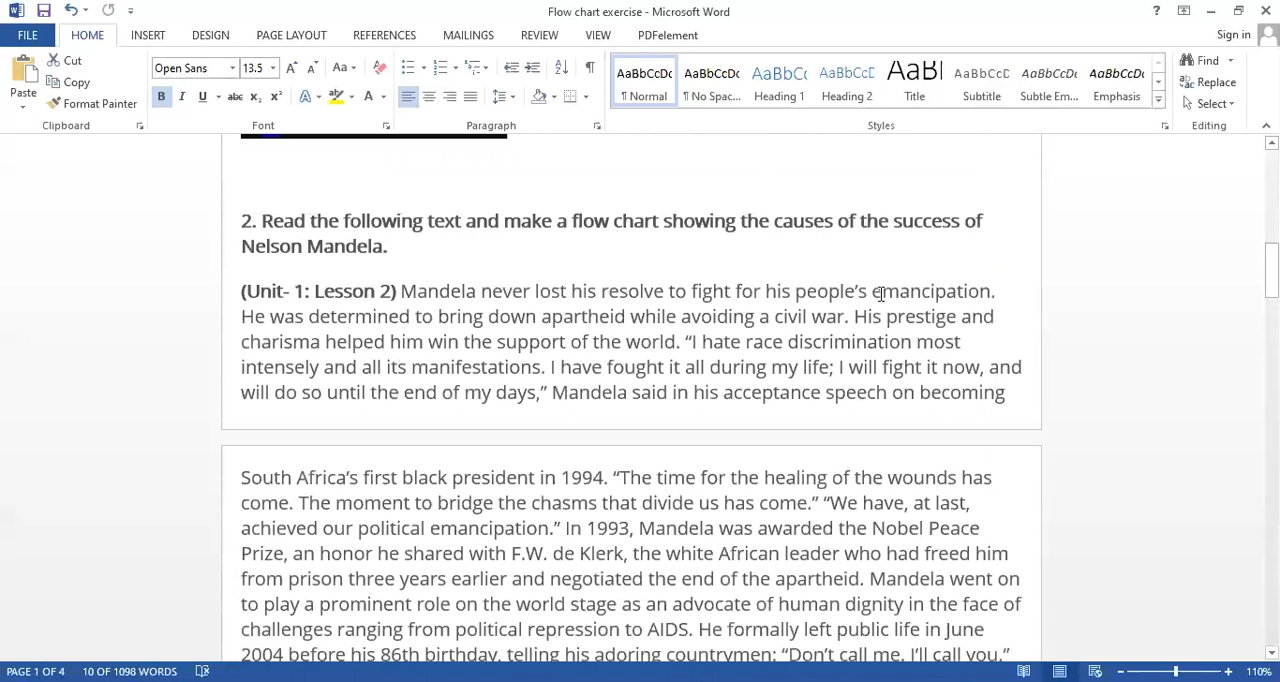 Flow chart exercise - Microsoft Word
FILE HOME INSERT DESIGN PAGE LAYOUT REFERENCES MAILINGS REVIEW VIEW PDFelement Sign in
Cut
Copy
Format Painter
Paste
Clipboard
Open Sans 13.5
Font
Paragraph
AaBbCcDc AaBbCcDc AaBbCc AaBbCcC AaBl AaBbCcD AaBbCcDc AaBbCcDc
¶ Normal ¶ No Spac... Heading 1 Heading 2 Title Subtitle Subtle Em... Emphasis
Styles
Find
Replace
Select
Editing
2. Read the following text and make a flow chart showing the causes of the success of
Nelson Mandela.
(Unit- 1: Lesson 2) Mandela never lost his resolve to fight for his people’s emancipation.
He was determined to bring down apartheid while avoiding a civil war. His prestige and
charisma helped him win the support of the world. “I hate race discrimination most
intensely and all its manifestations. I have fought it all during my life; I will fight it now, and
will do so until the end of my days,” Mandela said in his acceptance speech on becoming
South Africa’s first black president in 1994. “The time for the healing of the wounds has
come. The moment to bridge the chasms that divide us has come.” “We have, at last,
achieved our political emancipation.” In 1993, Mandela was awarded the Nobel Peace
Prize, an honor he shared with F.W. de Klerk, the white African leader who had freed him
from prison three years earlier and negotiated the end of the apartheid. Mandela went on
to play a prominent role on the world stage as an advocate of human dignity in the face of
challenges ranging from political repression to AIDS. He formally left public life in June
2004 before his 86th birthday, telling his adoring countrymen: “Don’t call me. I’ll call you.”
PAGE 1 OF 4 10 OF 1098 WORDS 110%